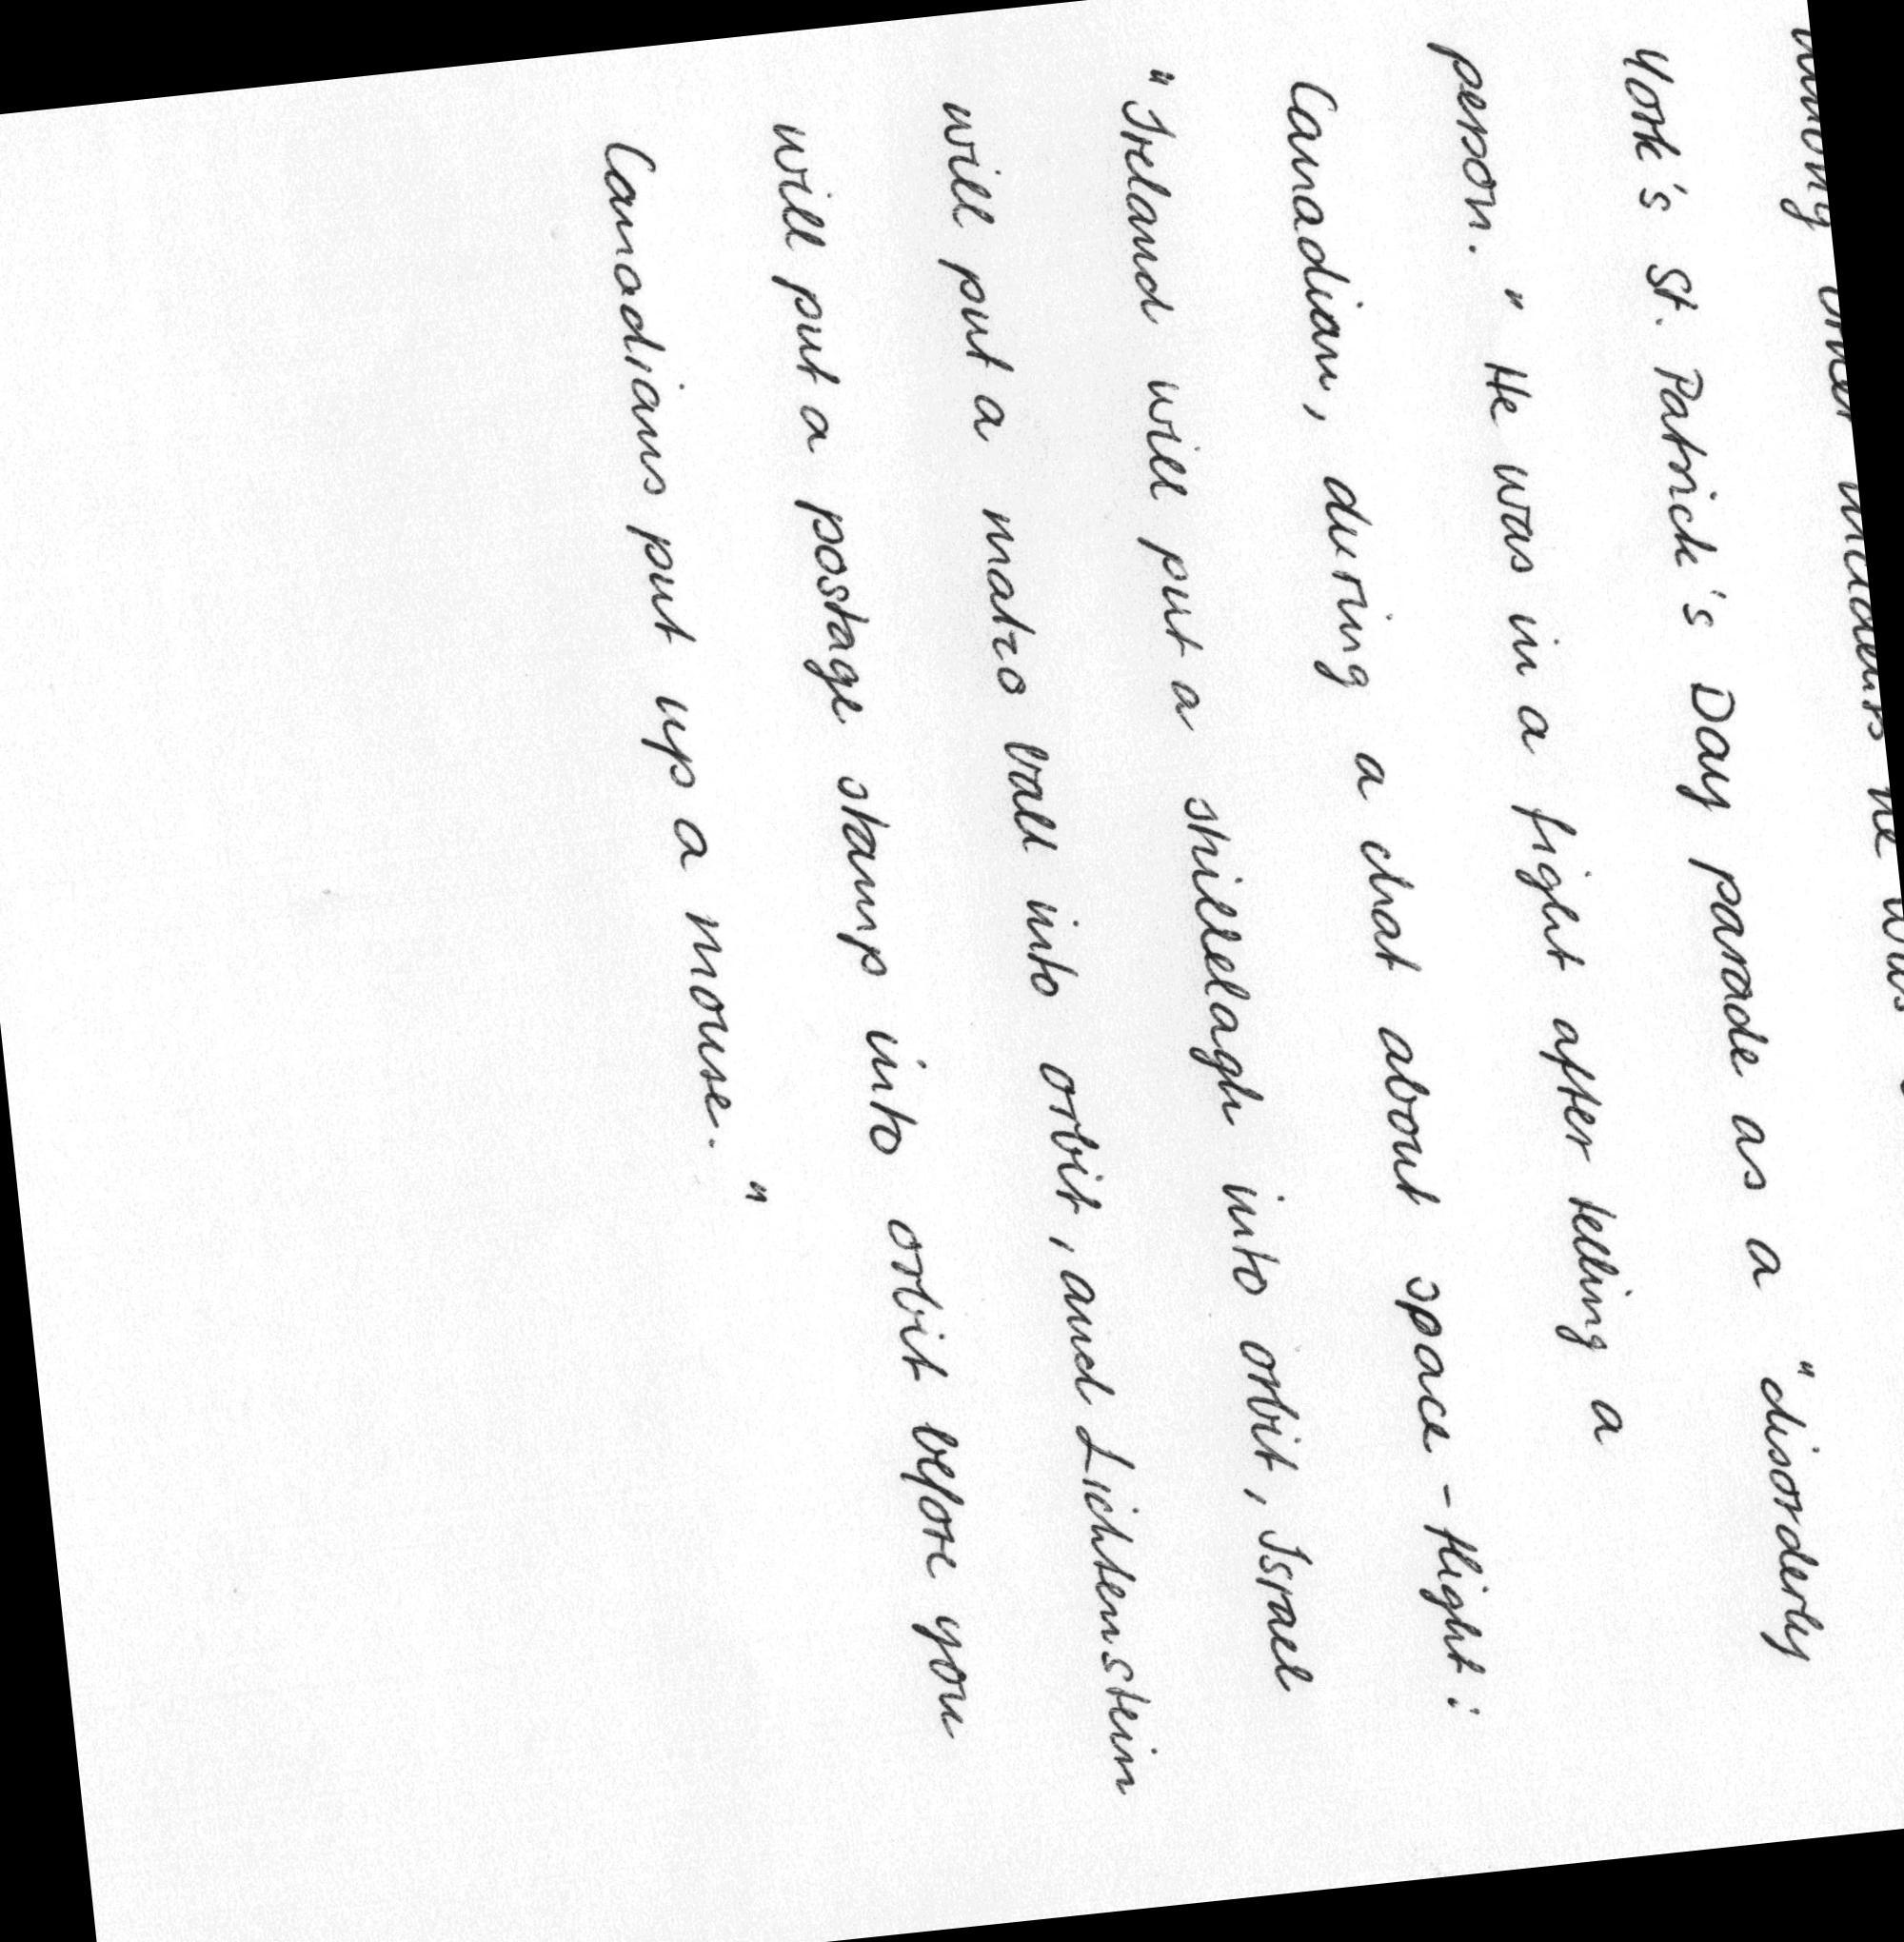 among other incidents he was
York's St. Patrick's Day parade as a "disorderly
person." He was in a fight after telling a
Canadian, during a chat about space-flight:
"Ireland will put a shillelagh into orbit, Israel
will put a matzo ball into orbit, and Lichtenstein
will put a postage stamp into orbit before you
Canadians put up a mouse."